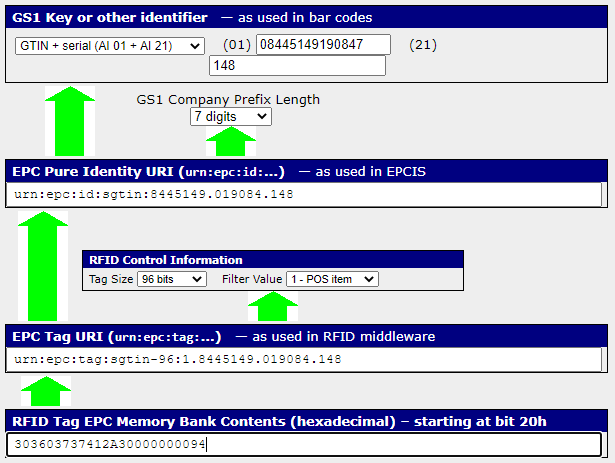 GS1 Key or other identifier — as used in bar codes
GTIN + serial (AI 01 + AI 21) (01) 08445149190847 (21)
148
GS1 Company Prefix Length
7 digits
EPC Pure Identity URI (urn:epc:id:...) — as used in EPCIS
urn:epc:id:sgtin:8445149.019084.148
RFID Control Information
Tag Size 96 bits Filter Value 1 - POS item
EPC Tag URI (urn:epc:tag:...) — as used in RFID middleware
urn:epc:tag:sgtin-96:1.8445149.019084.148
RFID Tag EPC Memory Bank Contents (hexadecimal) – starting at bit 20h
303603737412A30000000094